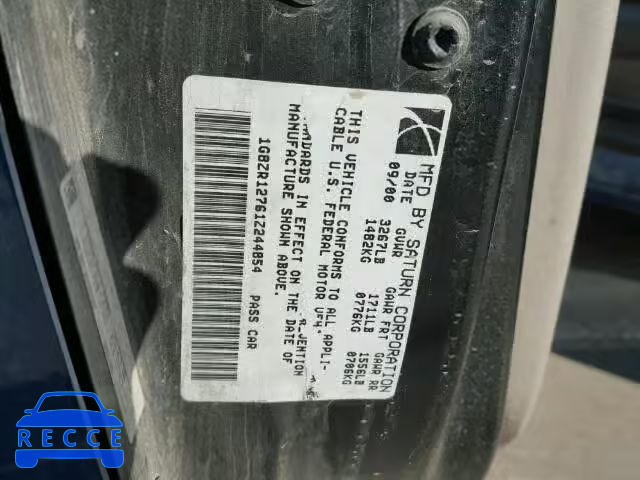 MFD BY SATURN CORPORATION
DATE GVWR GAWR FRT GAWR RR
09/00 3267LB 1711LB 1556LB
1482KG 0776KG 0706KG
THIS VEHICLE CONFORMS TO ALL APPLI-
CABLE U.S. FEDERAL MOTOR
IN EFFECT ON THE DATE OF
MANUFACTURE SHOWN ABOVE.
1G8ZR12761Z244854 PASS CAR
RECCE